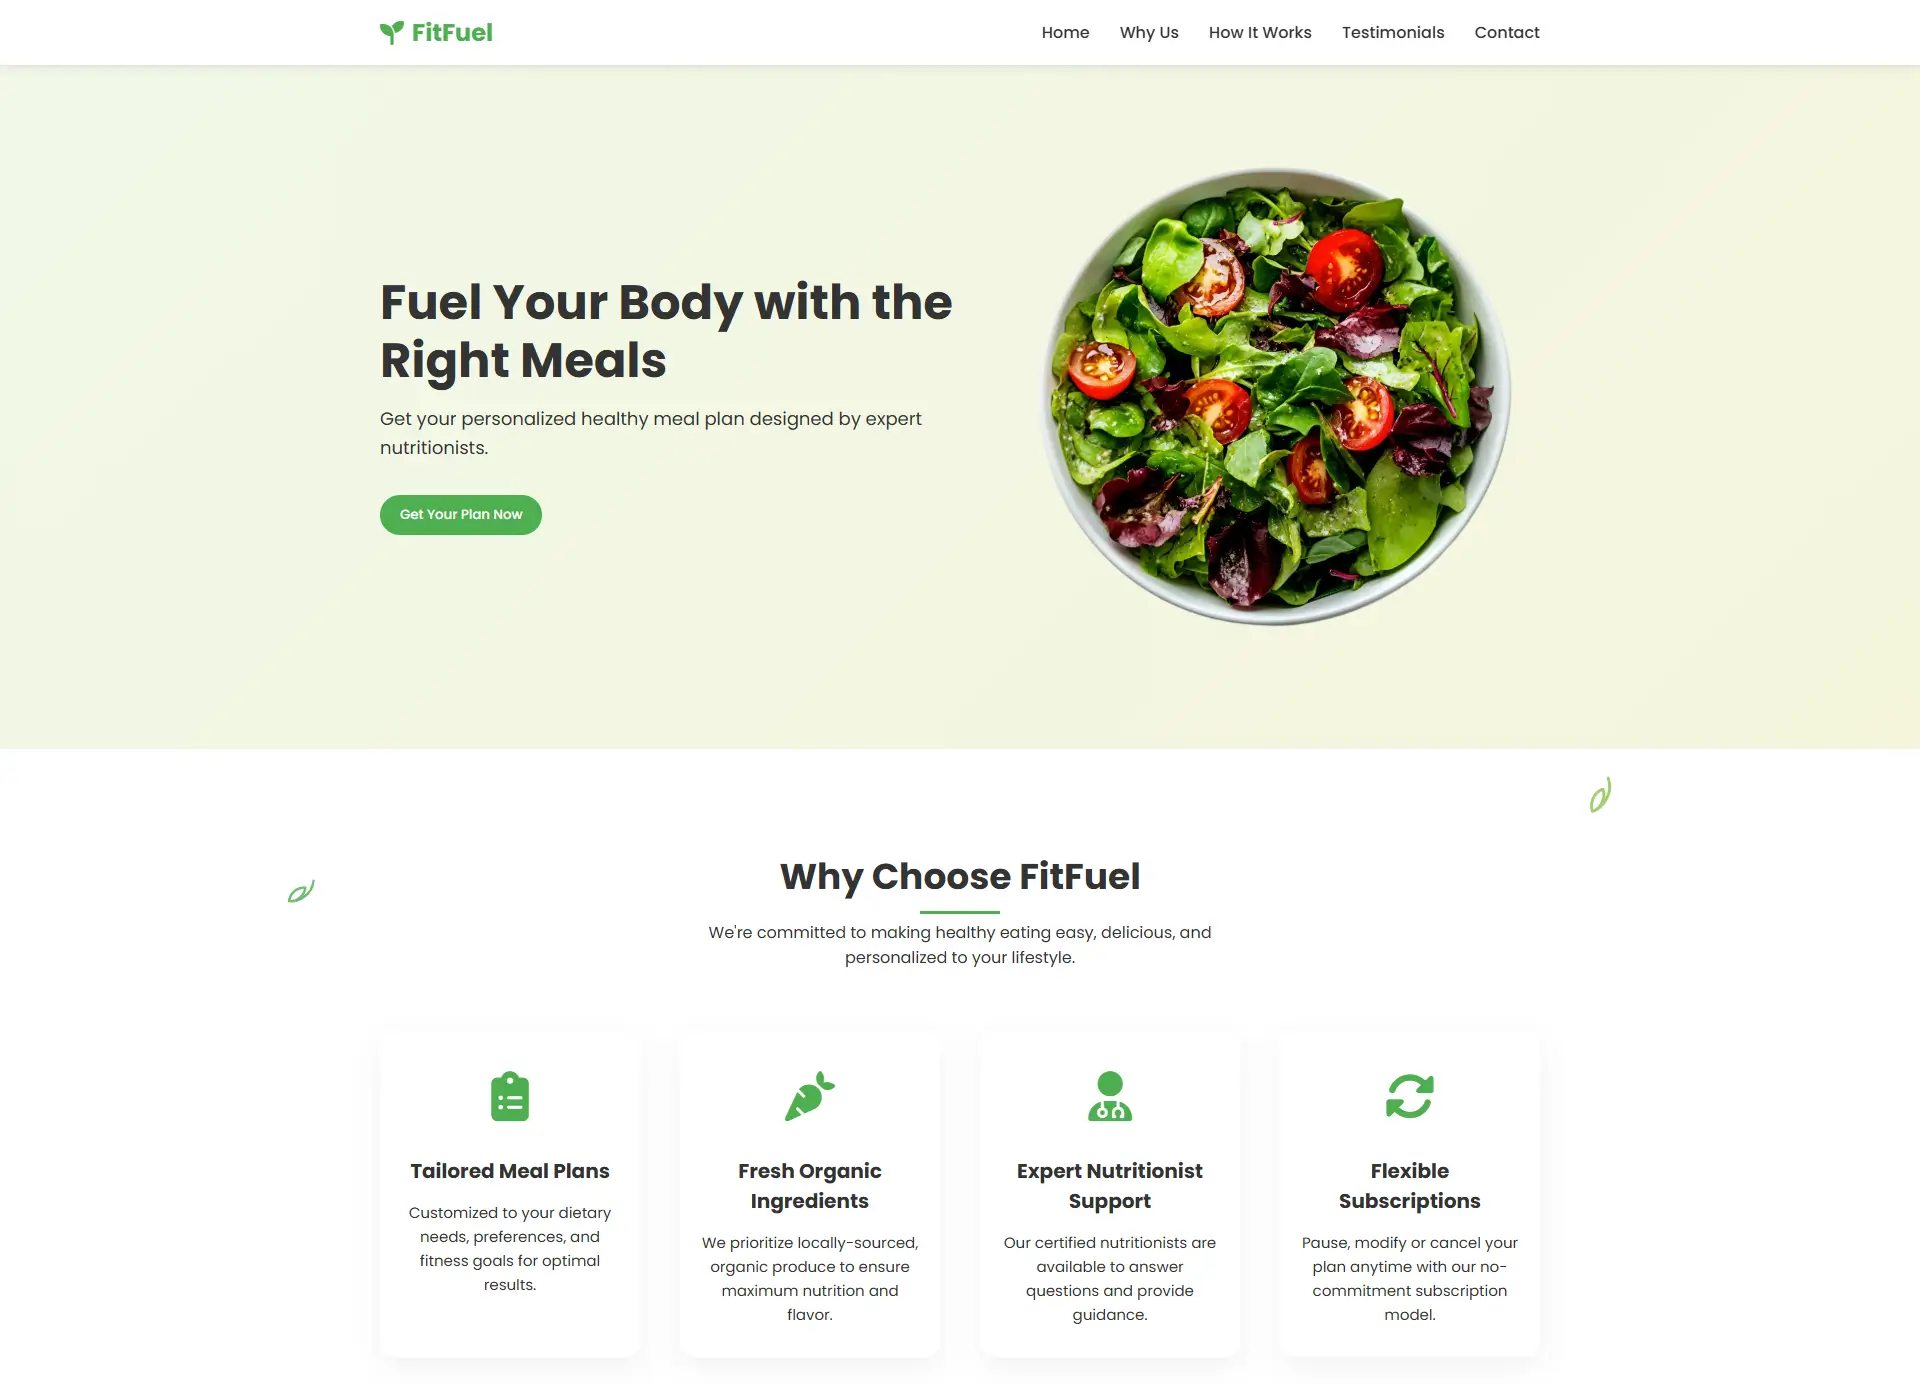 FitFuel
Home
Why Us
How It Works
Testimonials
Contact
Fuel Your Body with the
Right Meals
Get your personalized healthy meal plan designed by expert
nutritionists.
Get Your Plan Now
Why Choose FitFuel
We're committed to making healthy eating easy, delicious, and
personalized to your lifestyle.
Tailored Meal Plans
Customized to your dietary
needs, preferences, and
fitness goals for optimal
results.
Fresh Organic
Ingredients
We prioritize locally-sourced,
organic produce to ensure
maximum nutrition and
flavor.
Expert Nutritionist
Support
Our certified nutritionists are
available to answer
questions and provide
guidance.
Flexible
Subscriptions
Pause, modify or cancel your
plan anytime with our no-
commitment subscription
model.